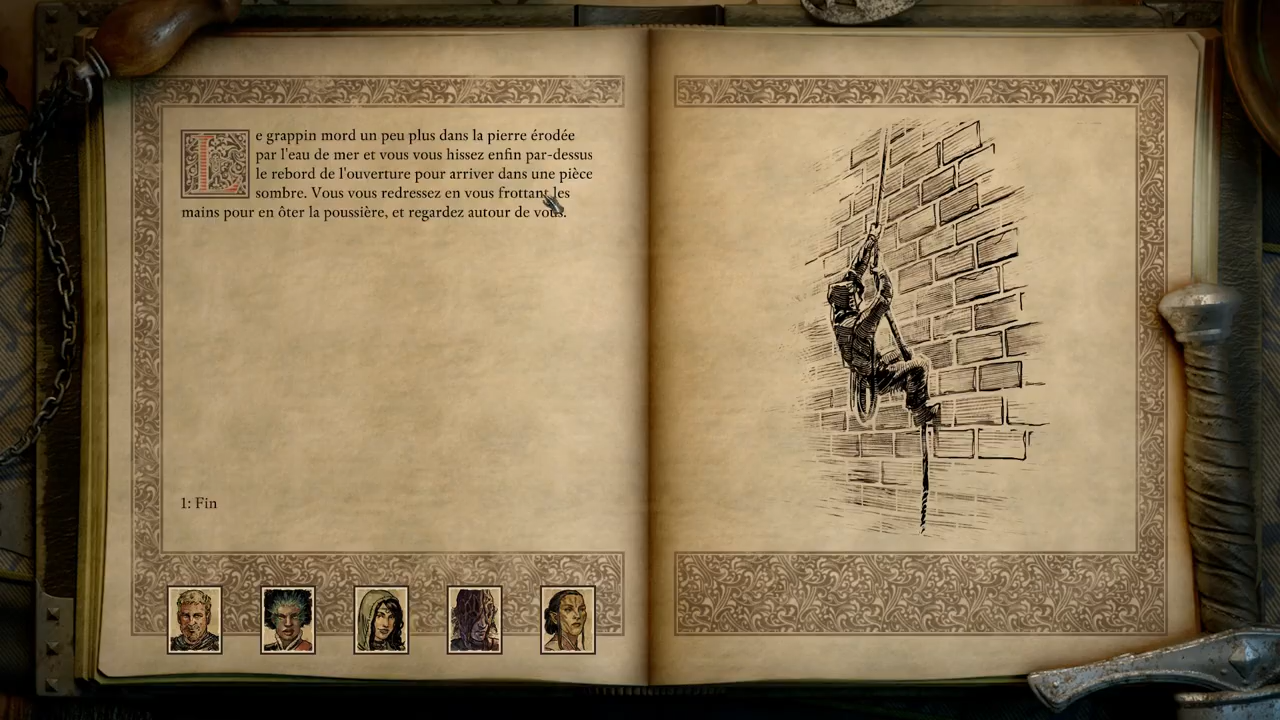 Le grappin mord un peu plus dans la pierre érodée
par l'eau de mer et vous vous hissez enfin par-dessus
le rebord de l'ouverture pour arriver dans une pièce
sombre. Vous vous redressez en vous frottant les
mains pour en ôter la poussière, et regardez autour de vous.
1: Fin